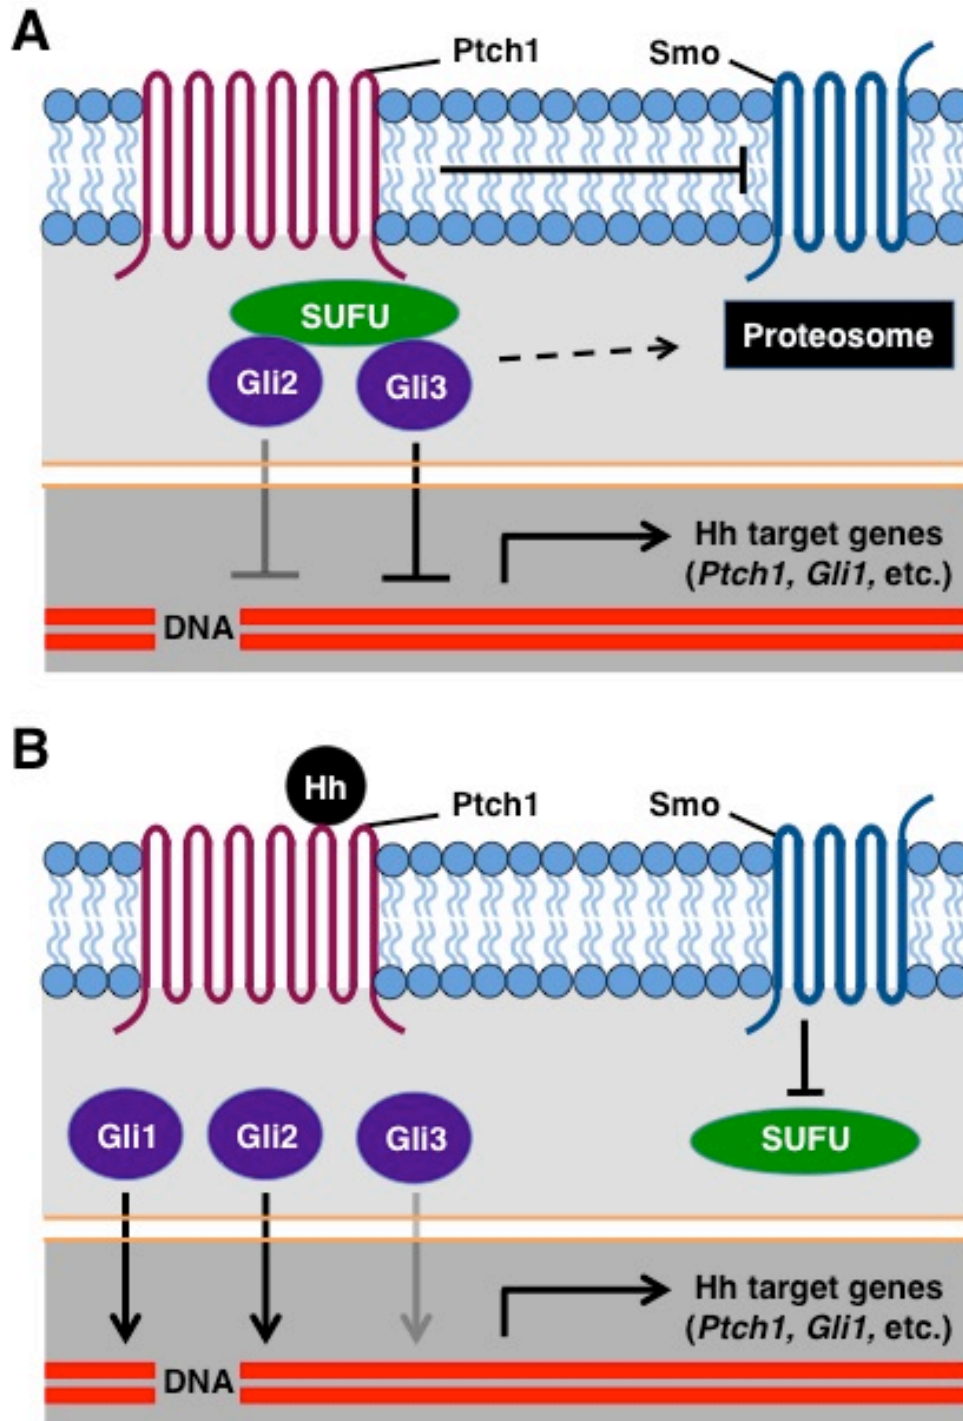 A
Ptch1
Smo
SUFU
Gli2
Gli3
Proteosome
Hh target genes
(Ptch1, Gli1, etc.)
DNA
B
Hh
Ptch1
Smo
Gli1
Gli2
Gli3
SUFU
Hh target genes
(Ptch1, Gli1, etc.)
DNA